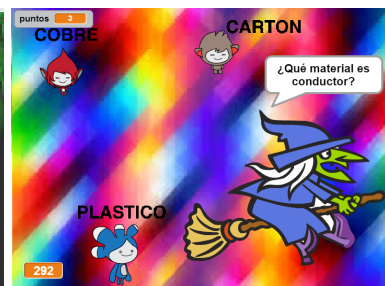 puntos 3
COBRE
CARTON
¿Qué material es
conductor?
PLASTICO
292